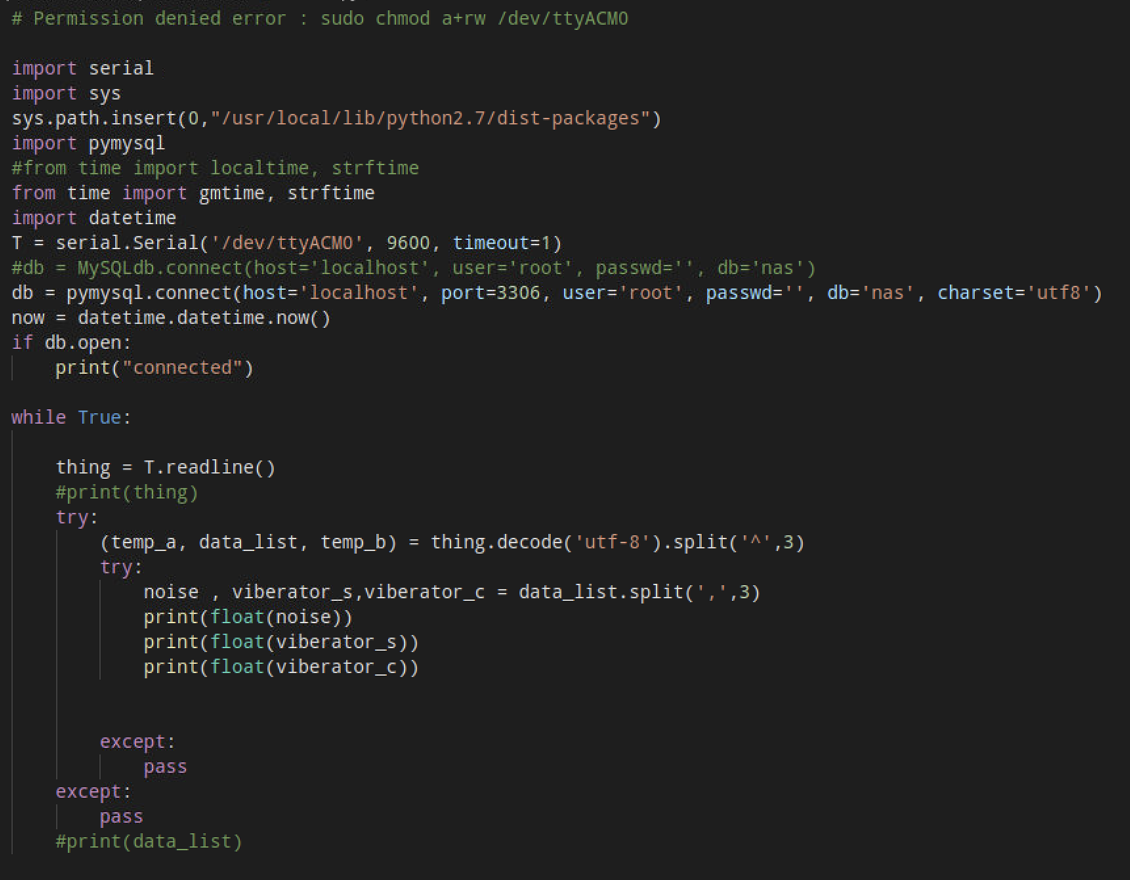 # Permission denied error : sudo chmod a+rw /dev/ttyACM0
import serial
import sys
sys.path.insert(0,"/usr/local/lib/python2.7/dist-packages")
import pymysql
#from time import localtime, strftime
from time import gmtime, strftime
import datetime
T = serial.Serial('/dev/ttyACM0', 9600, timeout=1)
#db = MySQLdb.connect(host='localhost', user='root', passwd='', db='nas')
db = pymysql.connect(host='localhost', port=3306, user='root', passwd='', db='nas', charset='utf8')
now = datetime.datetime.now()
if db.open:
    print("connected")
while True:
    thing = T.readline()
    #print(thing)
    try:
        (temp_a, data_list, temp_b) = thing.decode('utf-8').split('^',3)
        try:
            noise , viberator_s,viberator_c = data_list.split(',',3)
            print(float(noise))
            print(float(viberator_s))
            print(float(viberator_c))
        except:
            pass
    except:
        pass
    #print(data_list)